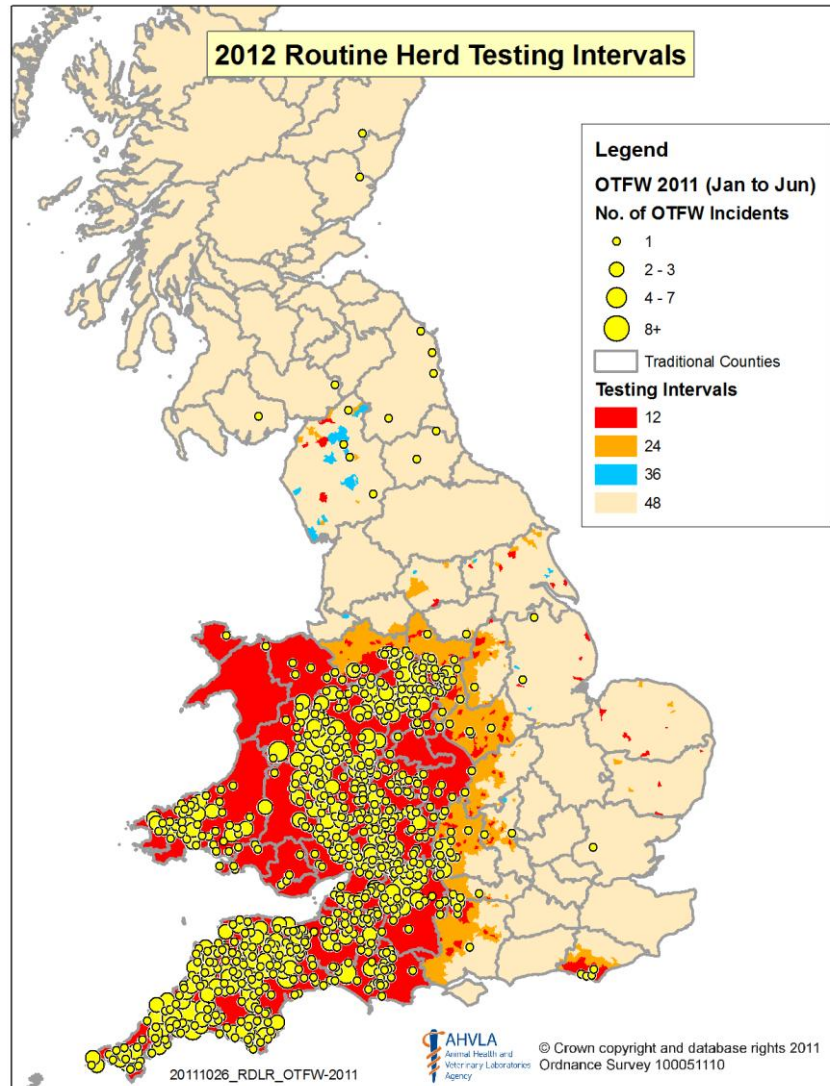 2012 Routine Herd Testing Intervals
Legend
OTFW 2011 (Jan to Jun)
No. of OTFW Incidents
1
2 - 3
4 - 7
8+
Traditional Counties
Testing Intervals
12
24
36
48
20111026_RDLR_OTFW-2011
AHVLA
Animal Health and
Veterinary Laboratories
Agency
© Crown copyright and database rights 2011
Ordnance Survey 100051110